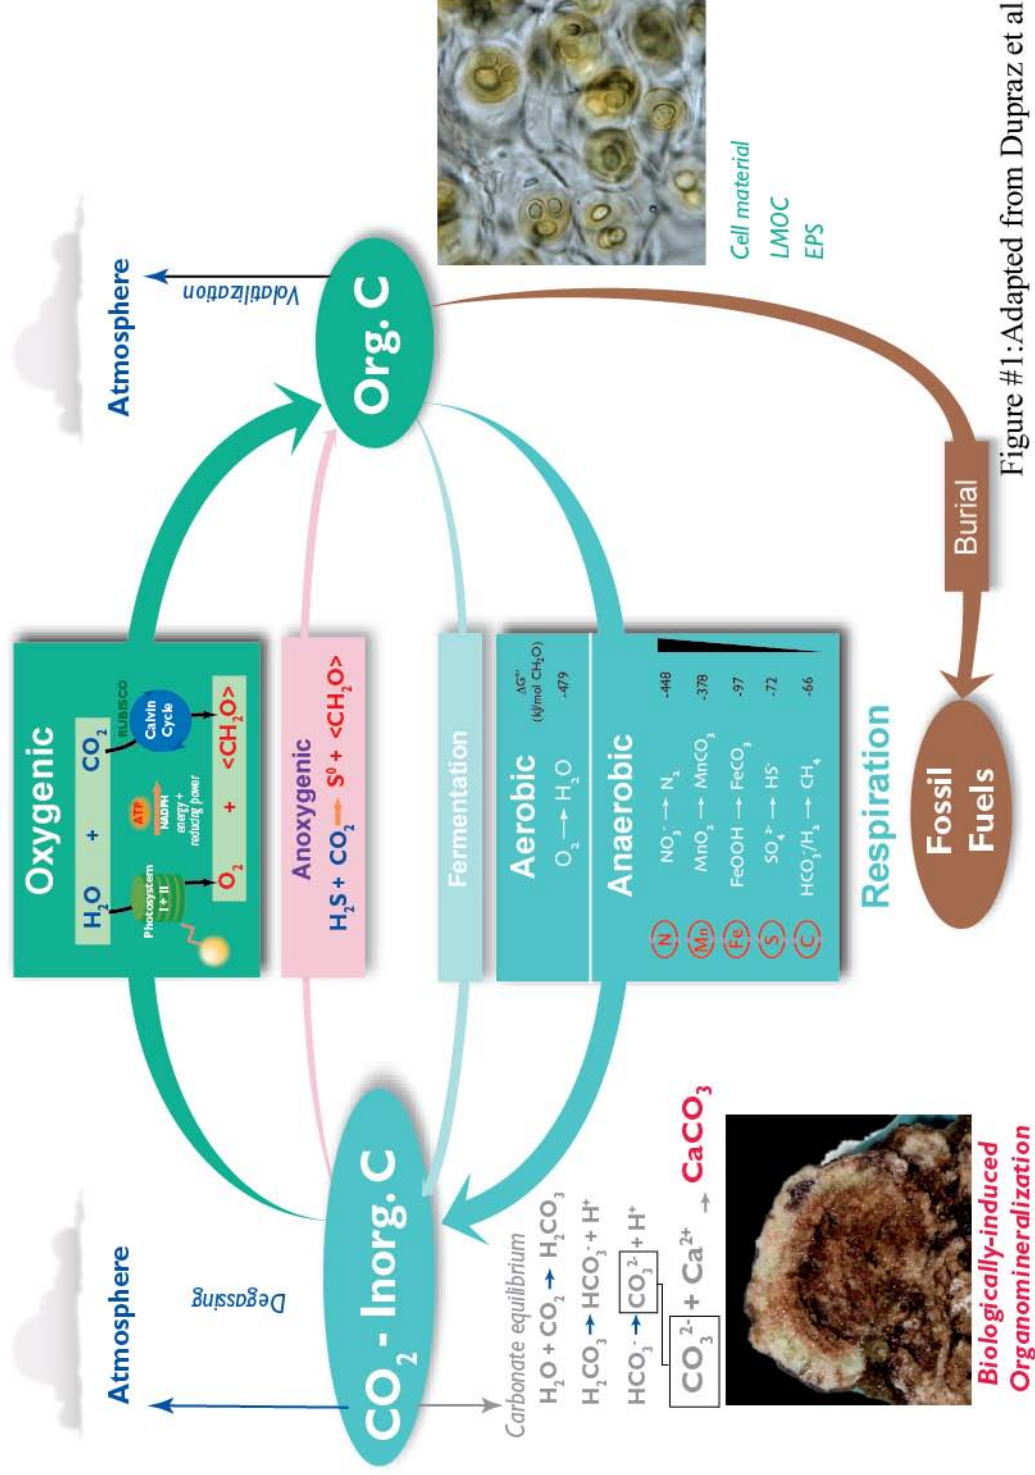 Atmosphere
Degassing
CO₂ - Inorg. C
Carbonate equilibrium
H₂O + CO₂ → H₂CO₃
H₂CO₃ → HCO₃⁻ + H⁺
HCO₃⁻ → CO₃²⁻ + H⁺
CO₃²⁻ + Ca²⁺ → CaCO₃
Biologically-induced
Organomineralization
Oxygenic
H₂O + CO₂
RUBISCO
Photosystem
I + II
ATP
NADPH
energy +
reducing power
Calvin
Cycle
O₂ + <CH₂O>
Anoxygenic
H₂S + CO₂ → S⁰ + <CH₂O>
Fermentation
Aerobic
ΔG°'
(kJ/mol CH₂O)
O₂ → H₂O -479
Anaerobic
N NO₃⁻ → N₂ -448
Mn MnO₂ → MnCO₃ -378
Fe FeOOH → FeCO₃ -97
S SO₄²⁻ → HS⁻ -72
C HCO₃⁻/H₂ → CH₄ -66
Respiration
Fossil
Fuels
Burial
Atmosphere
Volatilization
Org. C
Cell material
LMOC
EPS
Figure #1:Adapted from Dupraz et al